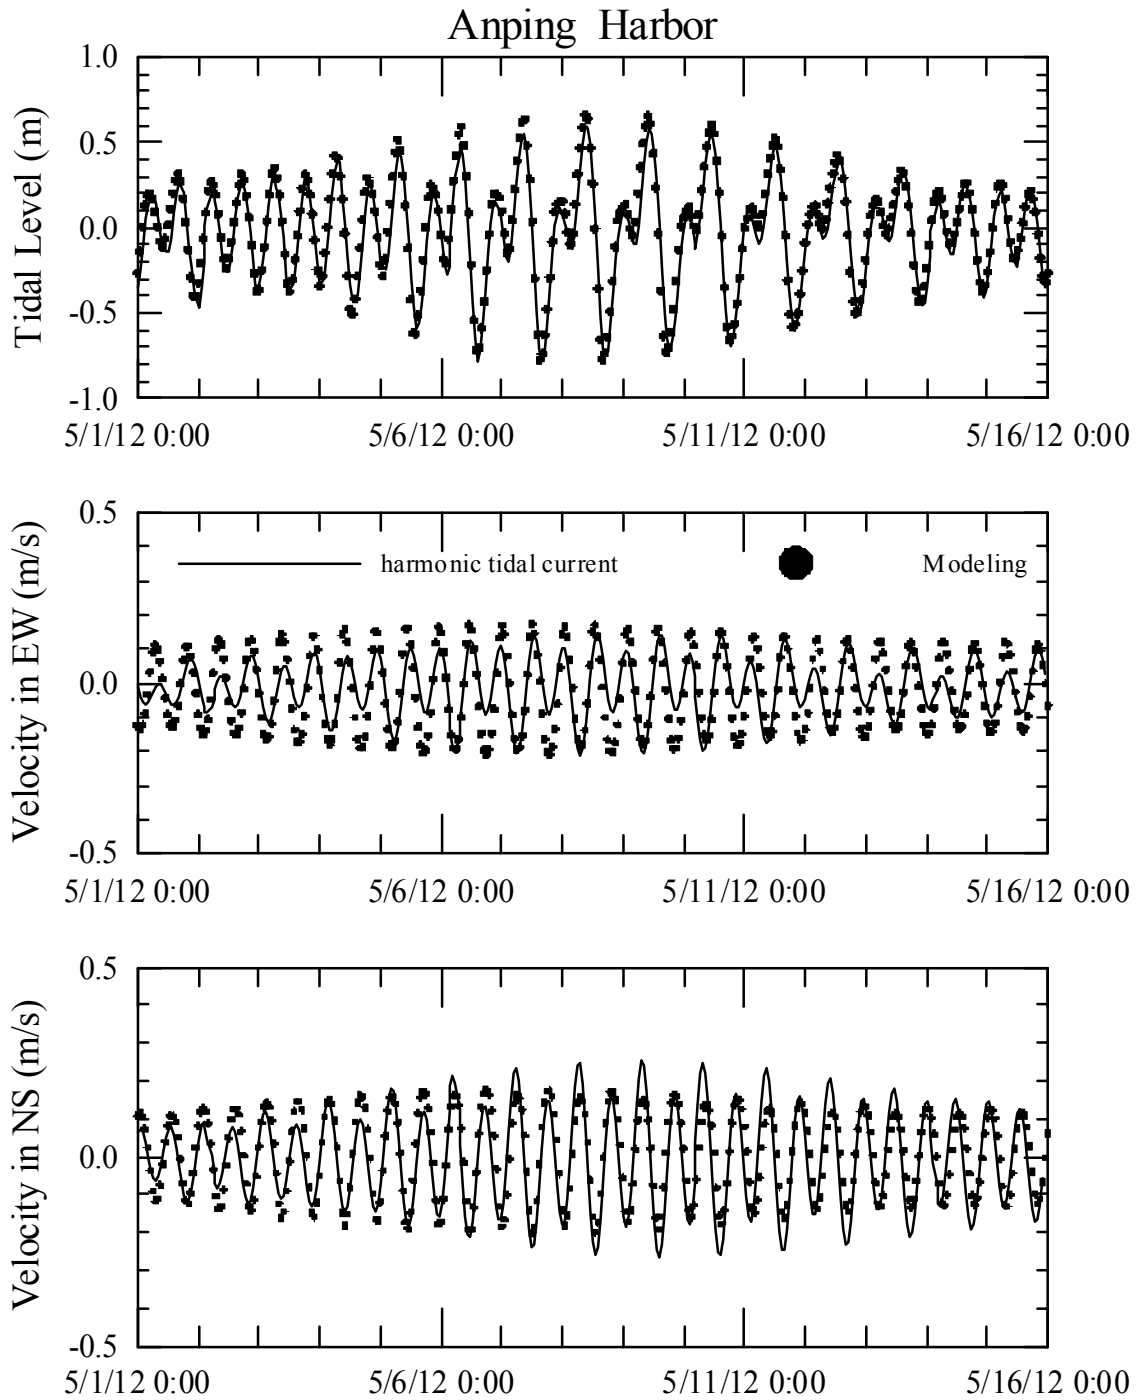 Anping Harbor
Tidal Level (m)
1.0
0.5
0.0
-0.5
-1.0
5/1/12 0:00 5/6/12 0:00 5/11/12 0:00 5/16/12 0:00
Velocity in EW (m/s)
0.5
harmonic tidal current Modeling
0.0
-0.5
5/1/12 0:00 5/6/12 0:00 5/11/12 0:00 5/16/12 0:00
Velocity in NS (m/s)
0.5
0.0
-0.5
5/1/12 0:00 5/6/12 0:00 5/11/12 0:00 5/16/12 0:00